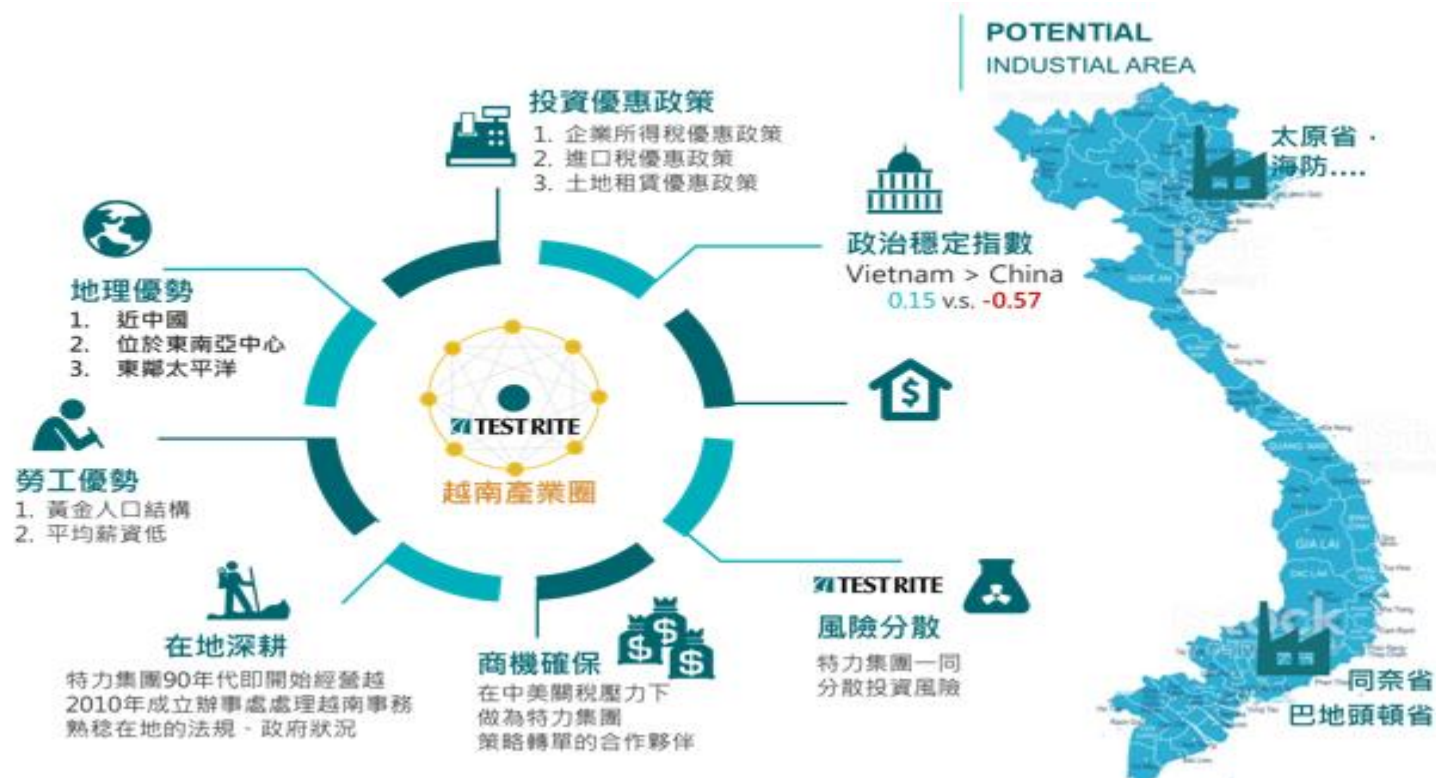 POTENTIAL
INDUSTIAL AREA
投資優惠政策
1. 企業所得稅優惠政策
2. 進口稅優惠政策
3. 土地租賃優惠政策
太原省·
海防....
政治穩定指數
Vietnam > China
0.15 v.s. -0.57
地理優勢
1. 近中國
2. 位於東南亞中心
3. 東鄰太平洋
TEST RITE
越南產業圈
勞工優勢
1. 黃金人口結構
2. 平均薪資低
在地深耕
特力集團90年代即開始經營越
2010年成立辦事處處理越南事務
熟稔在地的法規‧政府狀況
商機確保
在中美關稅壓力下
做為特力集團
策略轉單的合作夥伴
TEST RITE
風險分散
特力集團一同
分散投資風險
NGHE AN
QUANG NAM
GIA LAI
DAC LAK
同奈省
巴地頭頓省